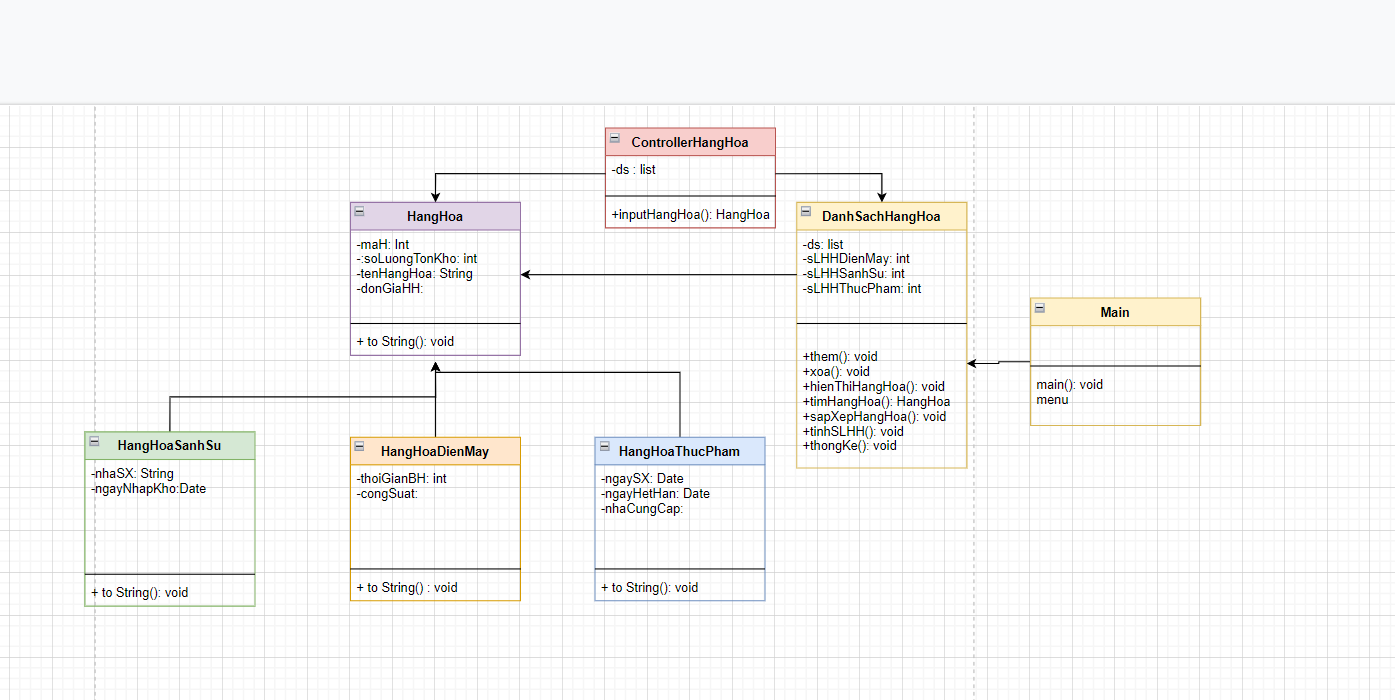 ControllerHangHoa
-ds : list
+inputHangHoa(): HangHoa
HangHoa
-maH: Int
-:soLuongTonKho: int
-tenHangHoa: String
-donGiaHH:
+ to String(): void
DanhSachHangHoa
-ds: list
-sLHHDienMay: int
-sLHHSanhSu: int
-sLHHThucPham: int
+them(): void
+xoa(): void
+hienThiHangHoa(): void
+timHangHoa(): HangHoa
+sapXepHangHoa(): void
+tinhSLHH(): void
+thongKe(): void
Main
main(): void
menu
HangHoaSanhSu
-nhaSX: String
-ngayNhapKho:Date
+ to String(): void
HangHoaDienMay
-thoiGianBH: int
-congSuat:
+ to String() : void
HangHoaThucPham
-ngaySX: Date
-ngayHetHan: Date
-nhaCungCap:
+ to String(): void